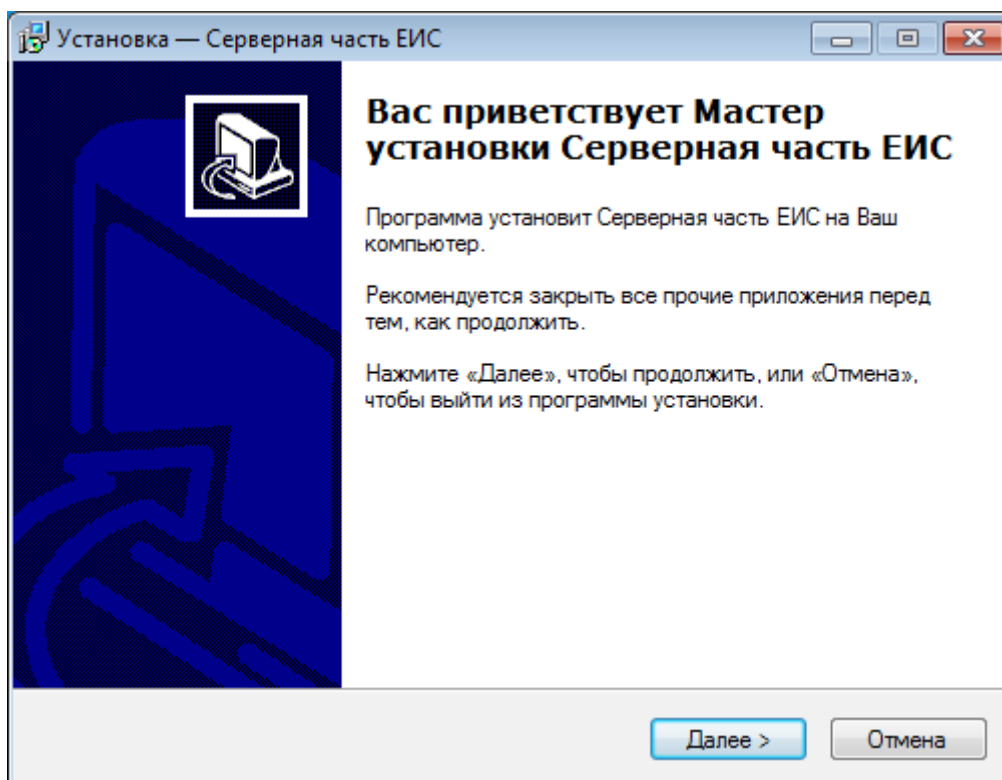 Установка — Серверная часть ЕИС
Вас приветствует Мастер
установки Серверная часть ЕИС
Программа установит Серверная часть ЕИС на Ваш
компьютер.
Рекомендуется закрыть все прочие приложения перед
тем, как продолжить.
Нажмите «Далее», чтобы продолжить, или «Отмена»,
чтобы выйти из программы установки.
Далее >
Отмена